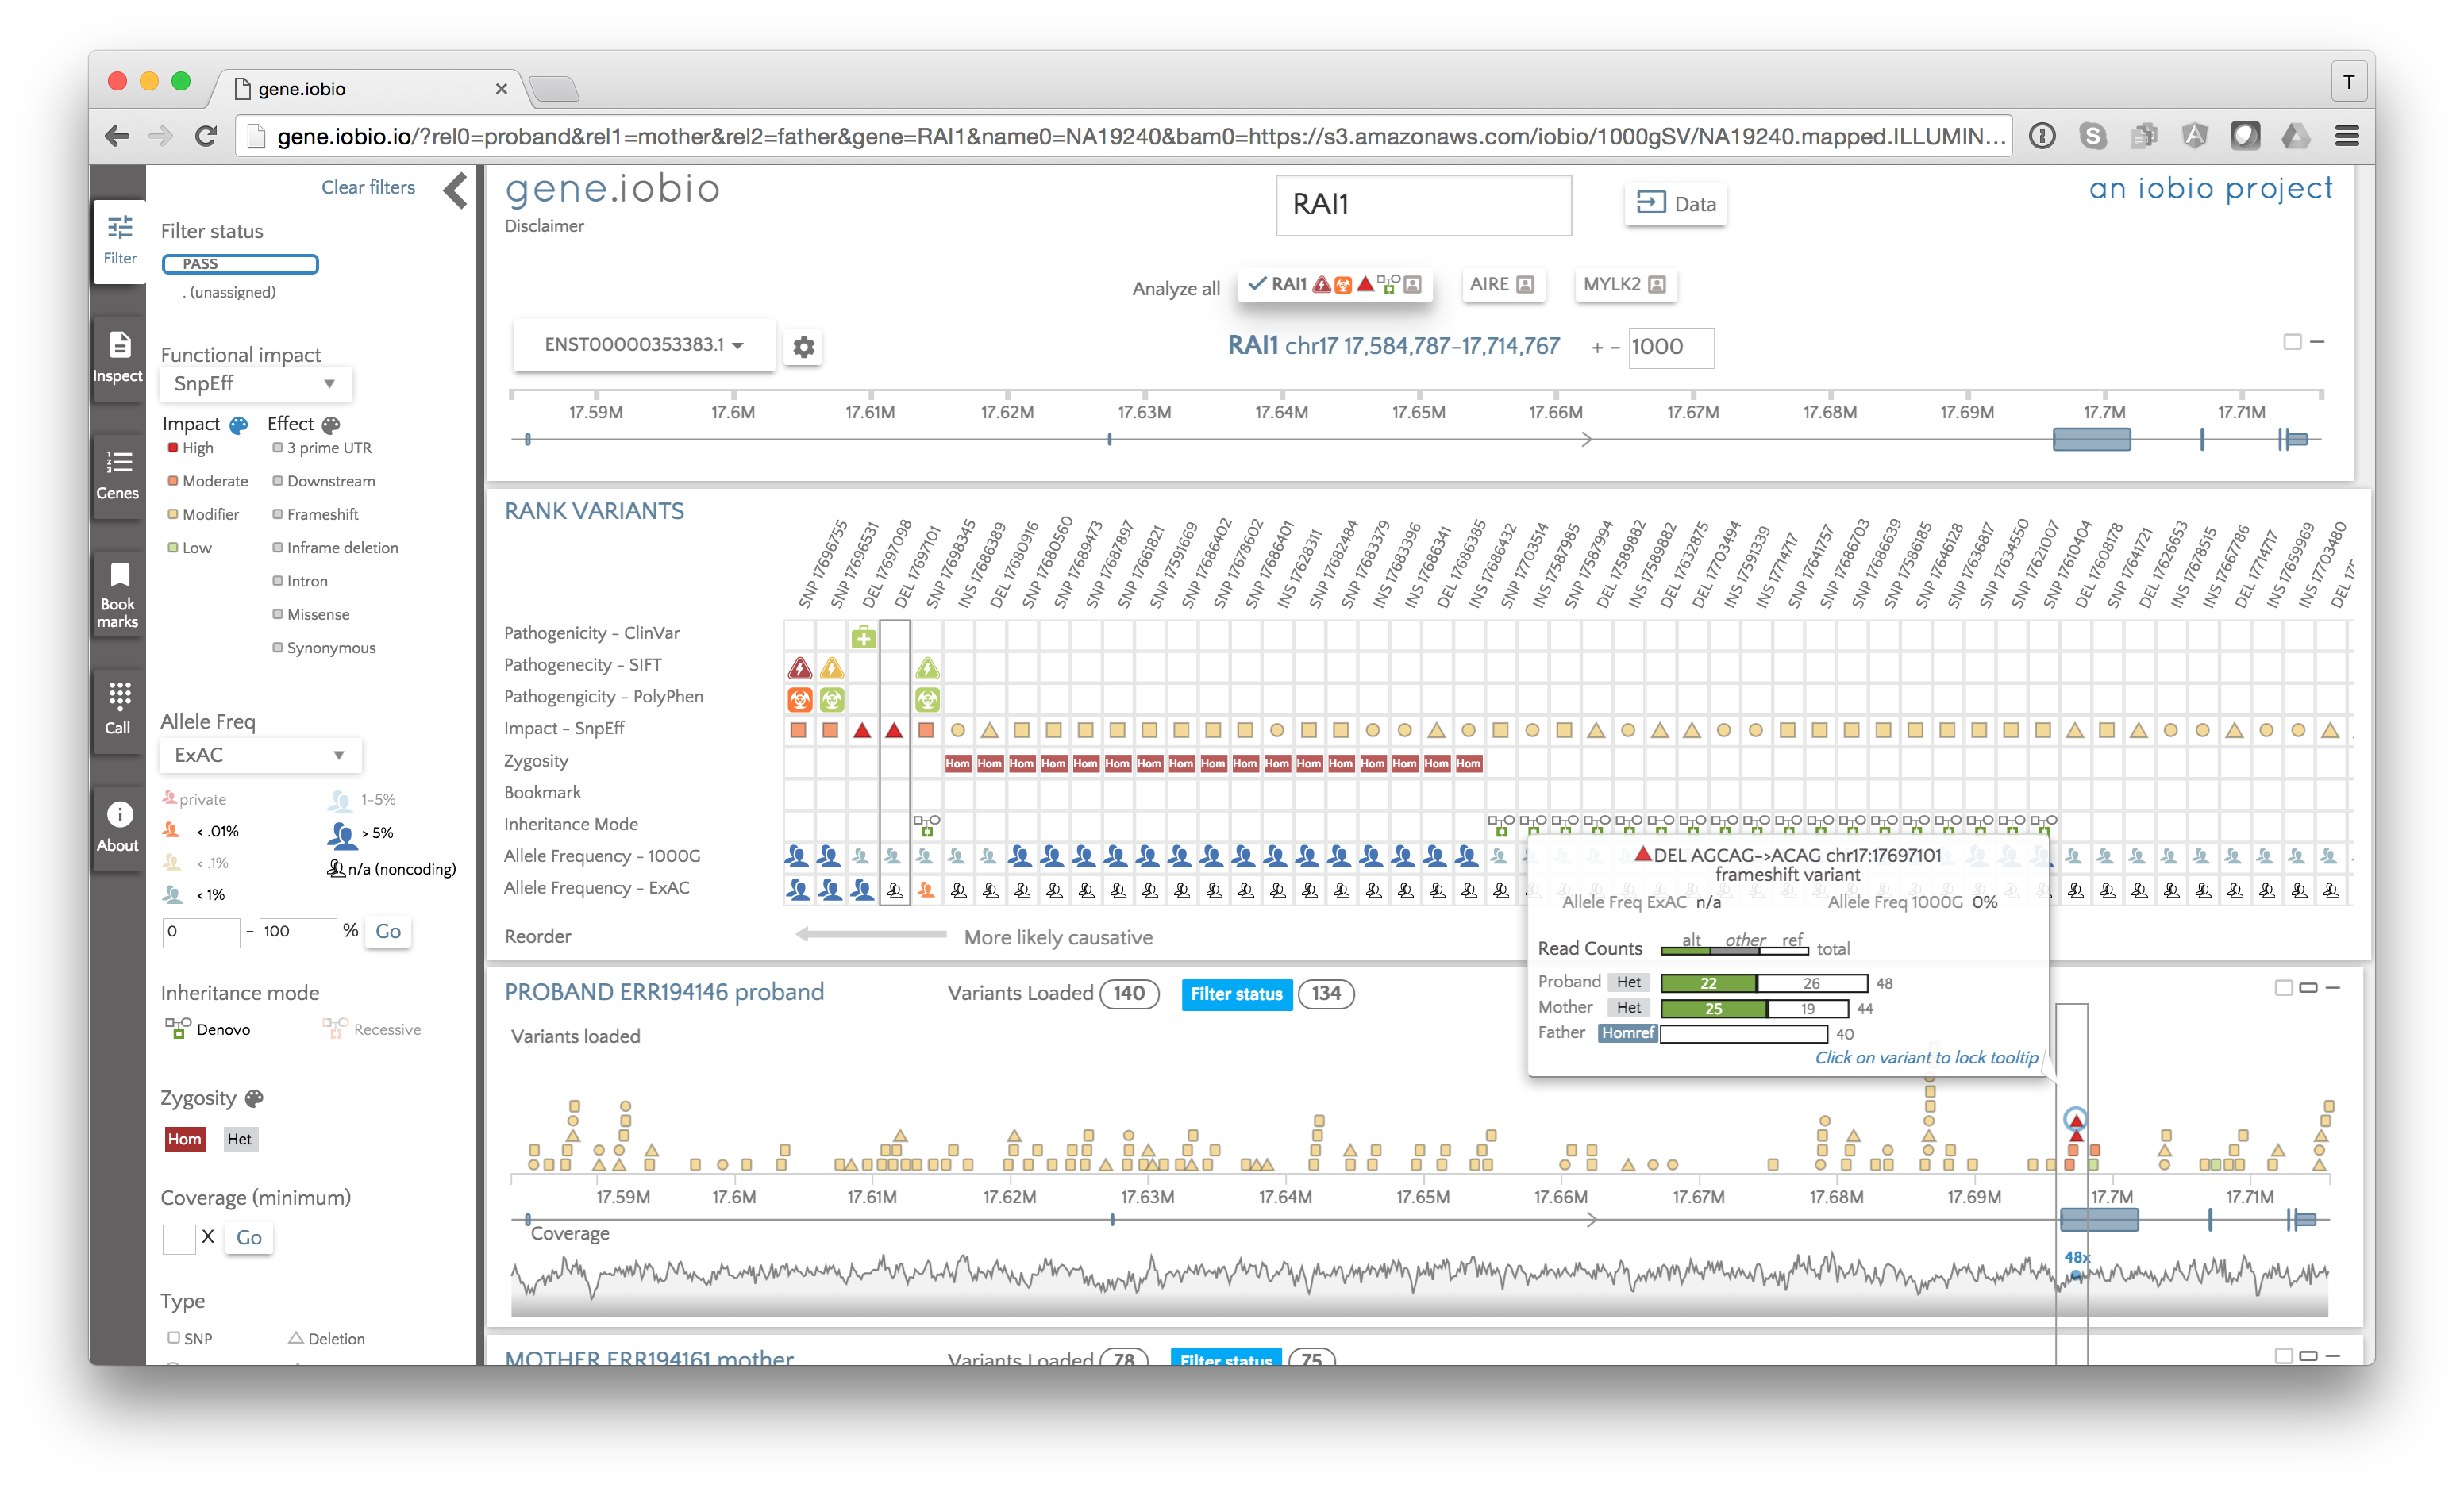 gene.iobio
T
gene.iobio.io/?rel0=proband&rel1=mother&rel2=father&gene=RAI1&name0=NA19240&bam0=https://s3.amazonaws.com/iobio/1000gSV/NA19240.mapped.ILLUMIN...
Clear filters
Filter
Inspect
Genes
Book
marks
Call
About
Filter status
PASS
. (unassigned)
Functional impact
SnpEff
Impact Effect
High 3 prime UTR
Moderate Downstream
Modifier Frameshift
Low Inframe deletion
Intron
Missense
Synonymous
Allele Freq
ExAC
private 1-5%
< .01% > 5%
< .1% n/a (noncoding)
< 1%
0 - 100 % Go
Inheritance mode
Denovo Recessive
Zygosity
Hom Het
Coverage (minimum)
X Go
Type
SNP Deletion
gene.iobio
Disclaimer
RAI1
Data
an iobio project
Analyze all RAI1 AIRE MYLK2
ENST00000353383.1
RAI1 chr17 17,584,787-17,714,767 + - 1000
17.59M 17.6M 17.61M 17.62M 17.63M 17.64M 17.65M 17.66M 17.67M 17.68M 17.69M 17.7M 17.71M
RANK VARIANTS
SNP 17696755
SNP 17696531
DEL 17697098
DEL 17697101
SNP 17698345
INS 17686389
DEL 17680916
SNP 17680560
SNP 17689473
SNP 17687897
SNP 17661821
SNP 17591669
SNP 17686402
SNP 17678602
SNP 17686401
INS 17628311
SNP 17682484
SNP 17683379
INS 17683396
INS 17686341
DEL 17686385
INS 17686432
SNP 17703514
INS 17587985
SNP 17587994
DEL 17589882
INS 17589882
DEL 17632875
DEL 17703494
INS 17591339
INS 17714717
SNP 17641757
SNP 17686703
SNP 17686639
SNP 17586185
SNP 17646128
SNP 17636817
SNP 17634550
SNP 17621007
SNP 17610404
DEL 17608178
SNP 17641721
DEL 17626653
INS 17678515
INS 17667786
DEL 17714717
INS 17659969
INS 17703480
Pathogenicity - ClinVar
Pathogenecity - SIFT
Pathogengicity - PolyPhen
Impact - SnpEff
Zygosity Hom Hom Hom Hom Hom Hom Hom Hom Hom Hom Hom Hom Hom Hom Hom Hom Hom
Bookmark
Inheritance Mode
Allele Frequency - 1000G
Allele Frequency - ExAC
Reorder More likely causative
DEL AGCAG->ACAG chr17:17697101
frameshift variant
Allele Freq ExAC n/a Allele Freq 1000G 0%
Read Counts alt other ref total
Proband Het 22 26 48
Mother Het 25 19 44
Father Homref 40
Click on variant to lock tooltip
PROBAND ERR194146 proband Variants Loaded 140 Filter status 134
Variants loaded
17.59M 17.6M 17.61M 17.62M 17.63M 17.64M 17.65M 17.66M 17.67M 17.68M 17.69M 17.7M 17.71M
Coverage
48x
MOTHER ERR194161 mother Variants Loaded 78 Filter status 75